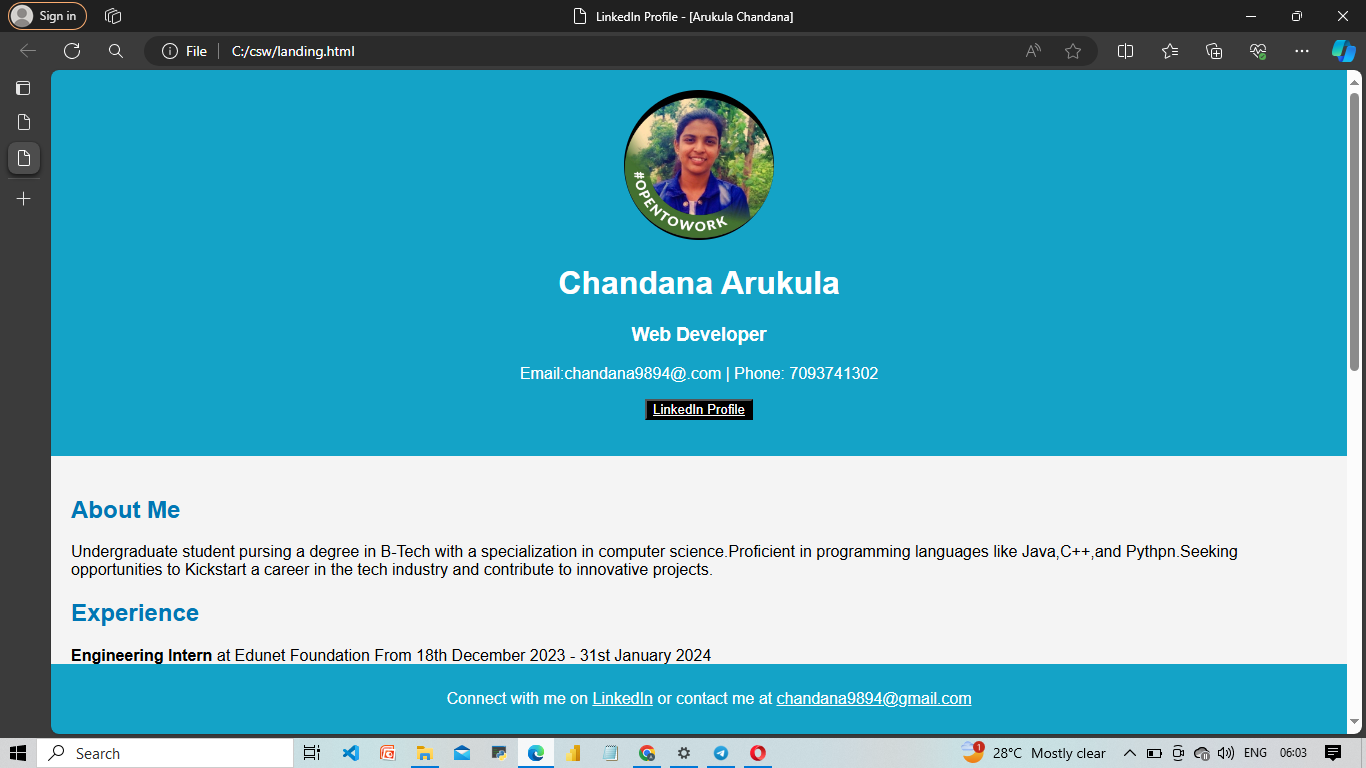 Sign in
LinkedIn Profile - [Arukula Chandana]
File
C:/csw/landing.html
#OPENTOWORK
Chandana Arukula
Web Developer
Email:chandana9894@.com | Phone: 7093741302
LinkedIn Profile
About Me
Undergraduate student pursing a degree in B-Tech with a specialization in computer science.Proficient in programming languages like Java,C++,and Pythpn.Seeking
opportunities to Kickstart a career in the tech industry and contribute to innovative projects.
Experience
Engineering Intern at Edunet Foundation From 18th December 2023 - 31st January 2024
Connect with me on LinkedIn or contact me at chandana9894@gmail.com
Search
1
28°C Mostly clear
ENG
06:03